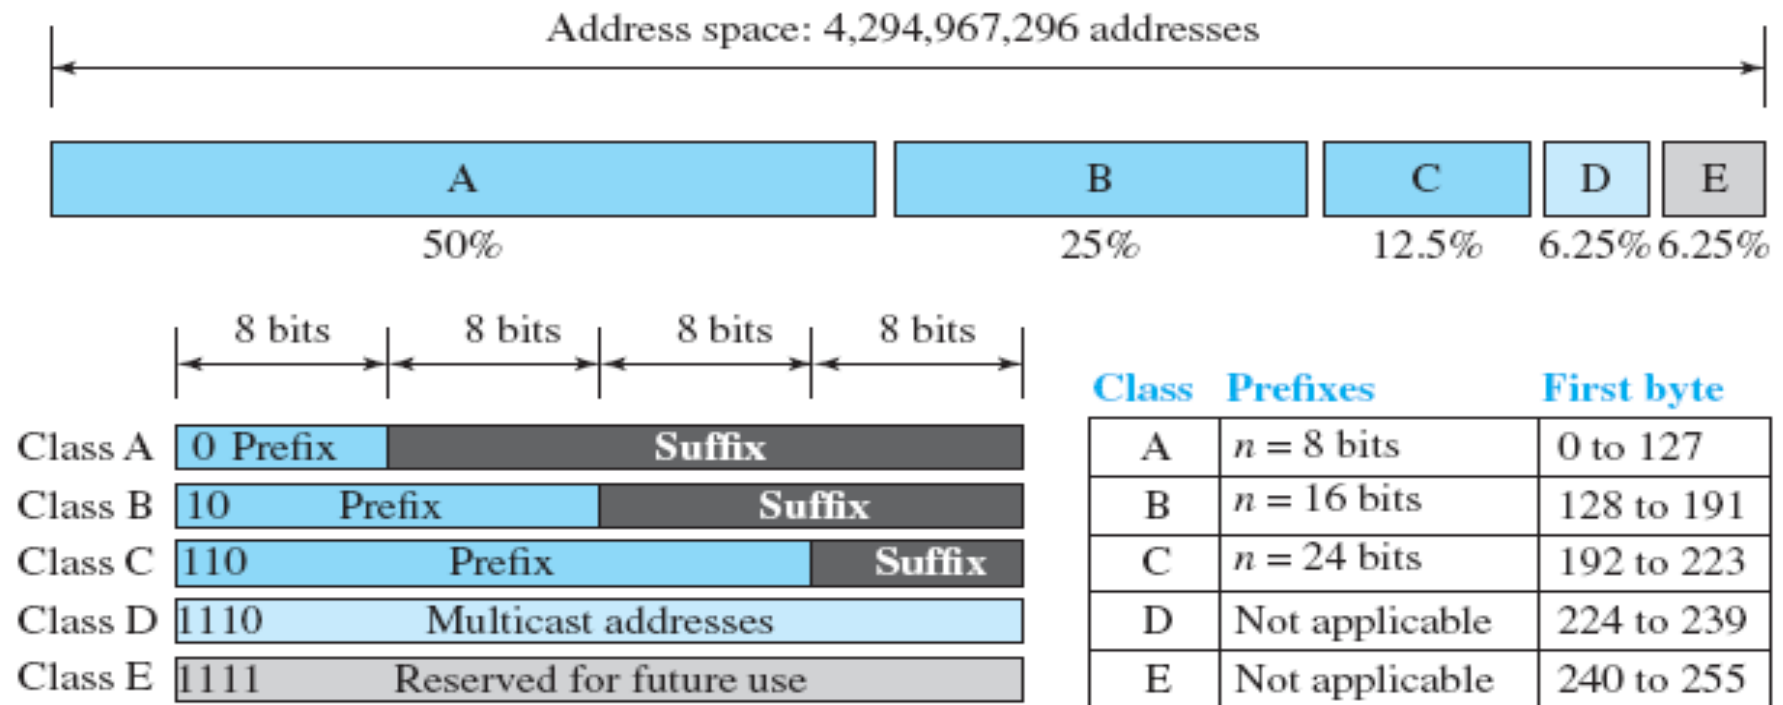 Address space: 4,294,967,296 addresses
A B C D E
50% 25% 12.5% 6.25% 6.25%
8 bits 8 bits 8 bits 8 bits
Class A 0 Prefix Suffix
Class B 10 Prefix Suffix
Class C 110 Prefix Suffix
Class D 1110 Multicast addresses
Class E 1111 Reserved for future use
Class Prefixes First byte
A n = 8 bits 0 to 127
B n = 16 bits 128 to 191
C n = 24 bits 192 to 223
D Not applicable 224 to 239
E Not applicable 240 to 255